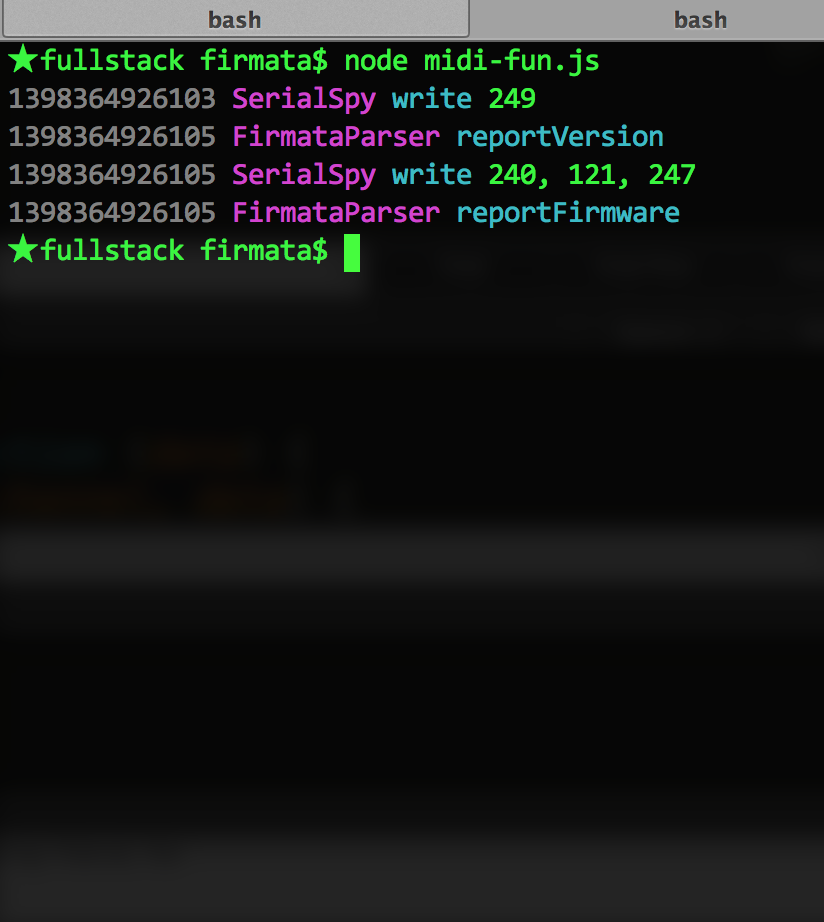 bash bash
★fullstack firmata$ node midi-fun.js
1398364926103 SerialSpy write 249
1398364926105 FirmataParser reportVersion
1398364926105 SerialSpy write 240, 121, 247
1398364926105 FirmataParser reportFirmware
★fullstack firmata$